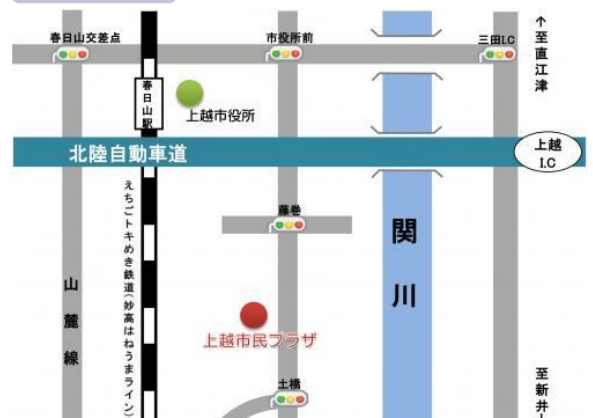 春日山交差点
市役所前
三田I.C
↑至直江津
春日山駅
上越市役所
北陸自動車道
上越
I.C
えちごトキめき鉄道(妙高はねうまライン)
藤巻
関川
山麓線
上越市民プラザ
土橋
至新井